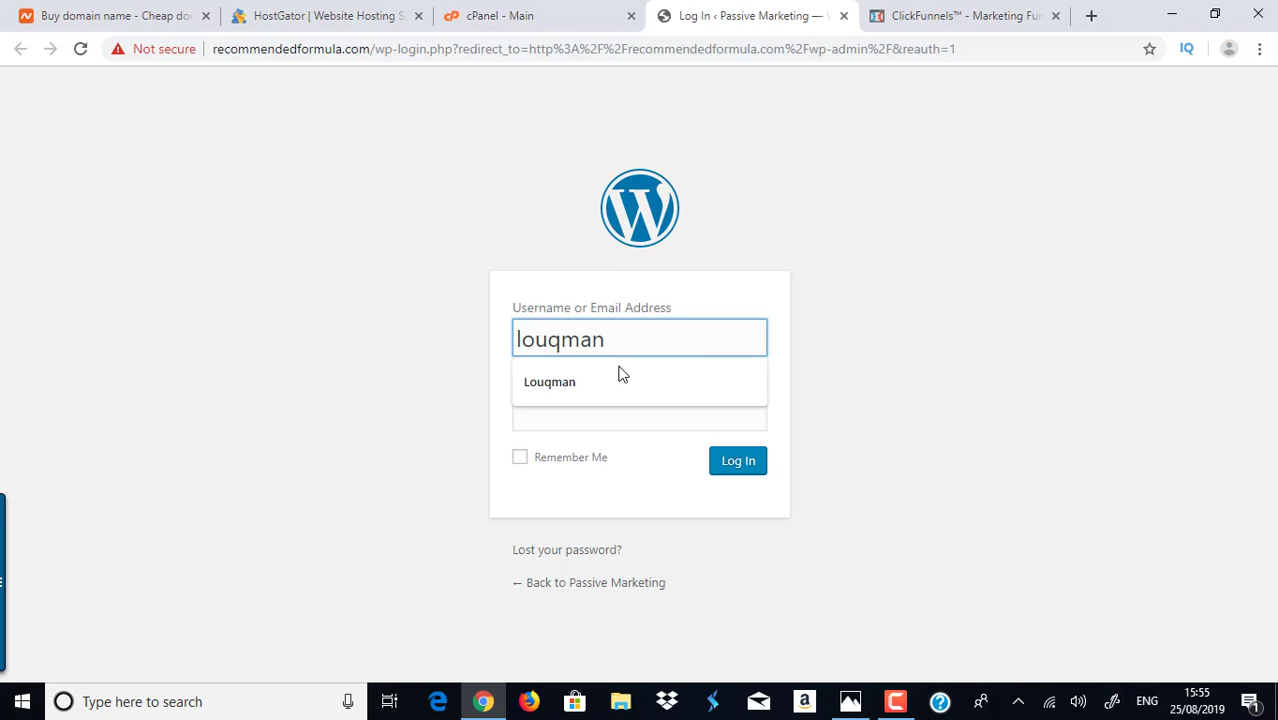 Buy domain name - Cheap do
HostGator | Website Hosting S
cPanel - Main
Log In ‹ Passive Marketing — W
ClickFunnels™ - Marketing Fun
Not secure
recommendedformula.com/wp-login.php?redirect_to=http%3A%2F%2Frecommendedformula.com%2Fwp-admin%2F&reauth=1
IQ
Username or Email Address
louqman
Louqman
Remember Me
Log In
Lost your password?
← Back to Passive Marketing
Type here to search
ENG
15:55
25/08/2019
1